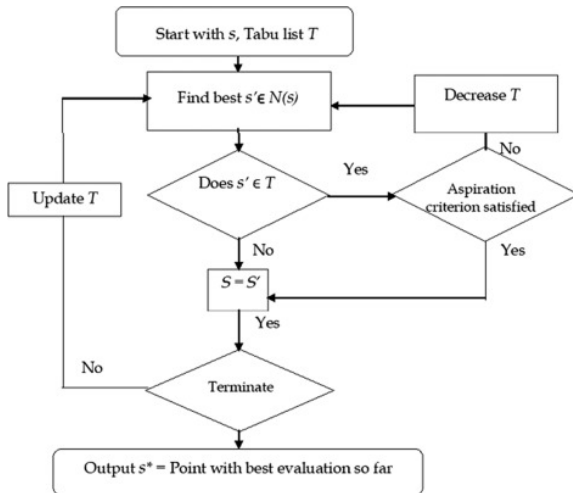 Start with s, Tabu list T
Find best s'ϵ N(s)
Decrease T
Yes
No
Does s' ϵ T
Aspiration
criterion satisfied
Update T
No
Yes
S = S'
Yes
No
Terminate
Output s* = Point with best evaluation so far